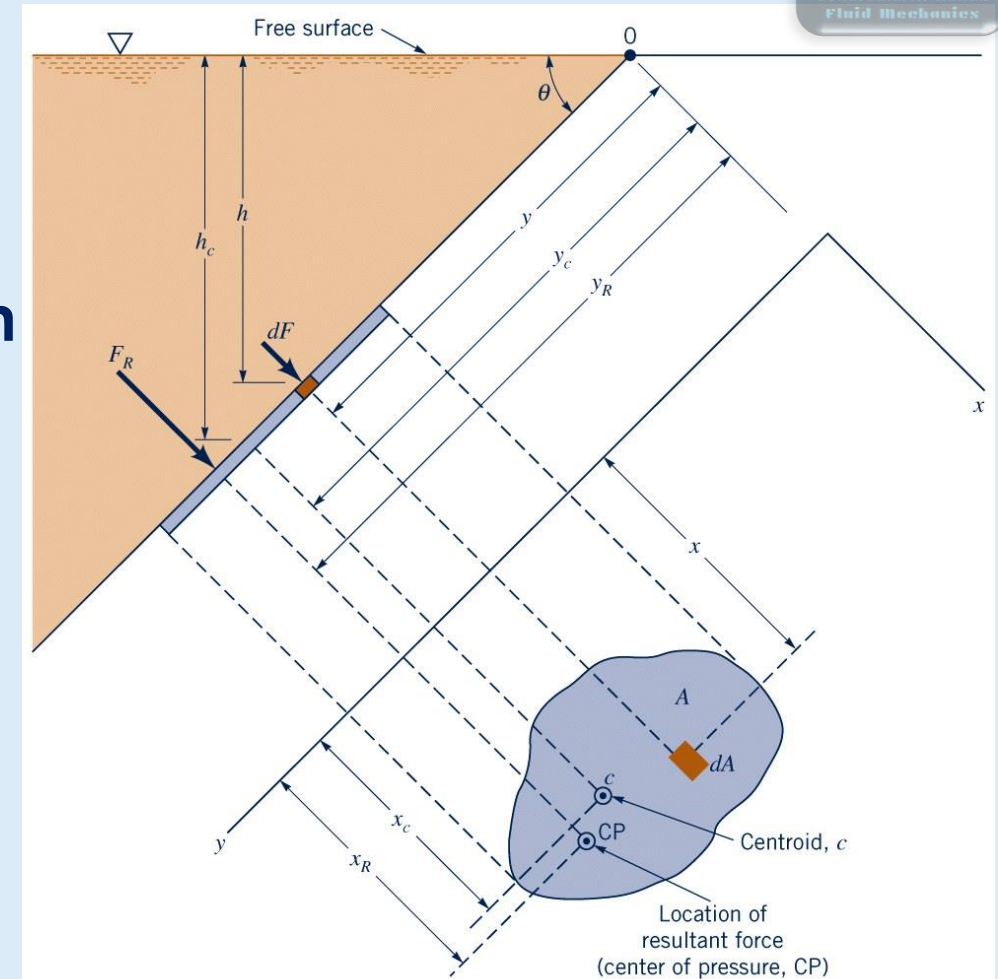 Fluid Mechanics
Free surface
0
θ
h
h_c
y
y_c
y_R
dF
F_R
x
x
A
dA
c
CP
x_c
x_R
y
Centroid, c
Location of
resultant force
(center of pressure, CP)
n